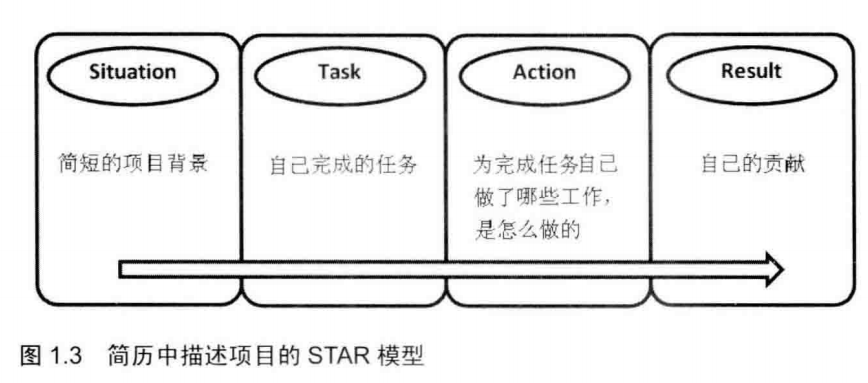 Situation
Task
Action
Result
简短的项目背景
自己完成的任务
为完成任务自己
做了哪些工作，
是怎么做的
自己的贡献
图 1.3 简历中描述项目的 STAR 模型